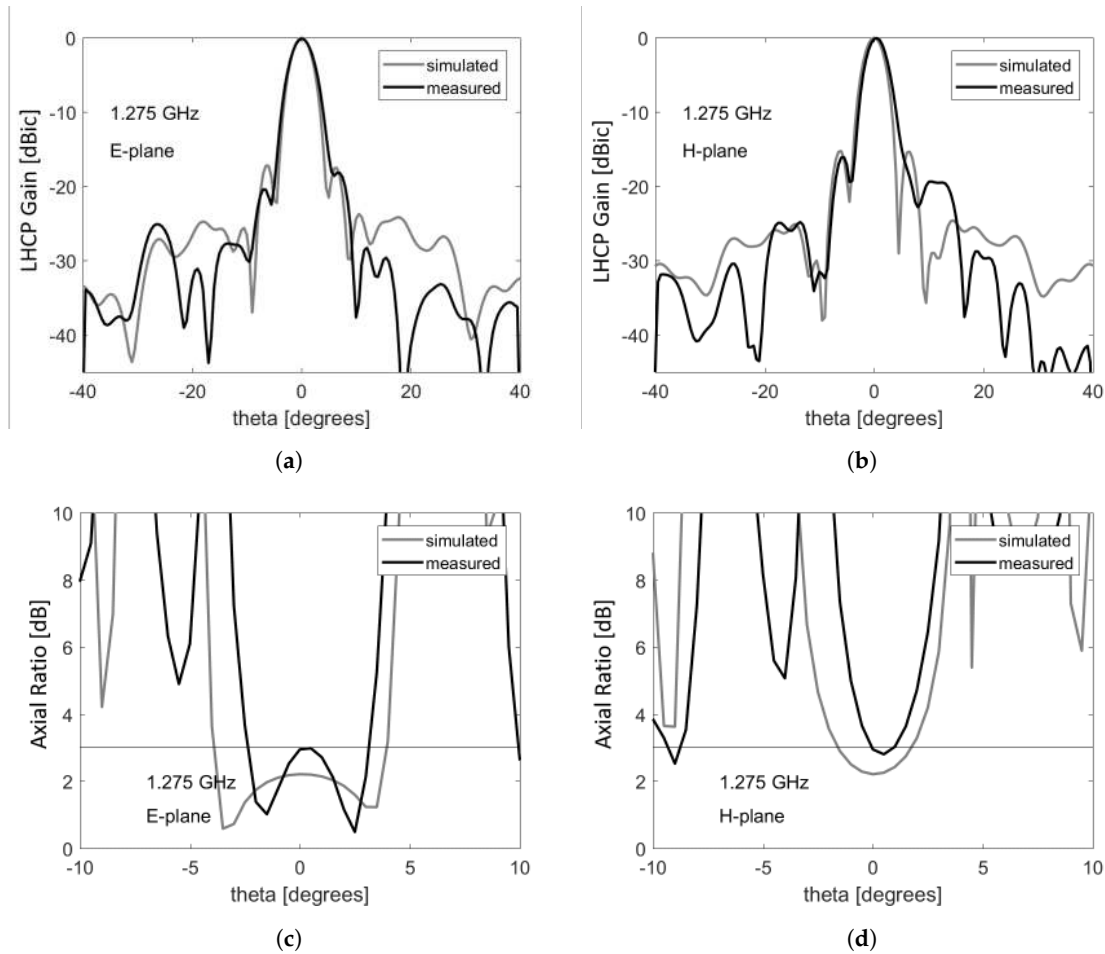 0
-10
-20
-30
-40
LHCP Gain [dBic]
simulated
measured
1.275 GHz
E-plane
-40
-20
0
20
40
theta [degrees]
(a)
0
-10
-20
-30
-40
LHCP Gain [dBic]
simulated
measured
1.275 GHz
H-plane
-40
-20
0
20
40
theta [degrees]
(b)
10
8
6
4
2
0
Axial Ratio [dB]
simulated
measured
1.275 GHz
E-plane
-10
-5
0
5
10
theta [degrees]
(c)
10
8
6
4
2
0
Axial Ratio [dB]
simulated
measured
1.275 GHz
H-plane
-10
-5
0
5
10
theta [degrees]
(d)